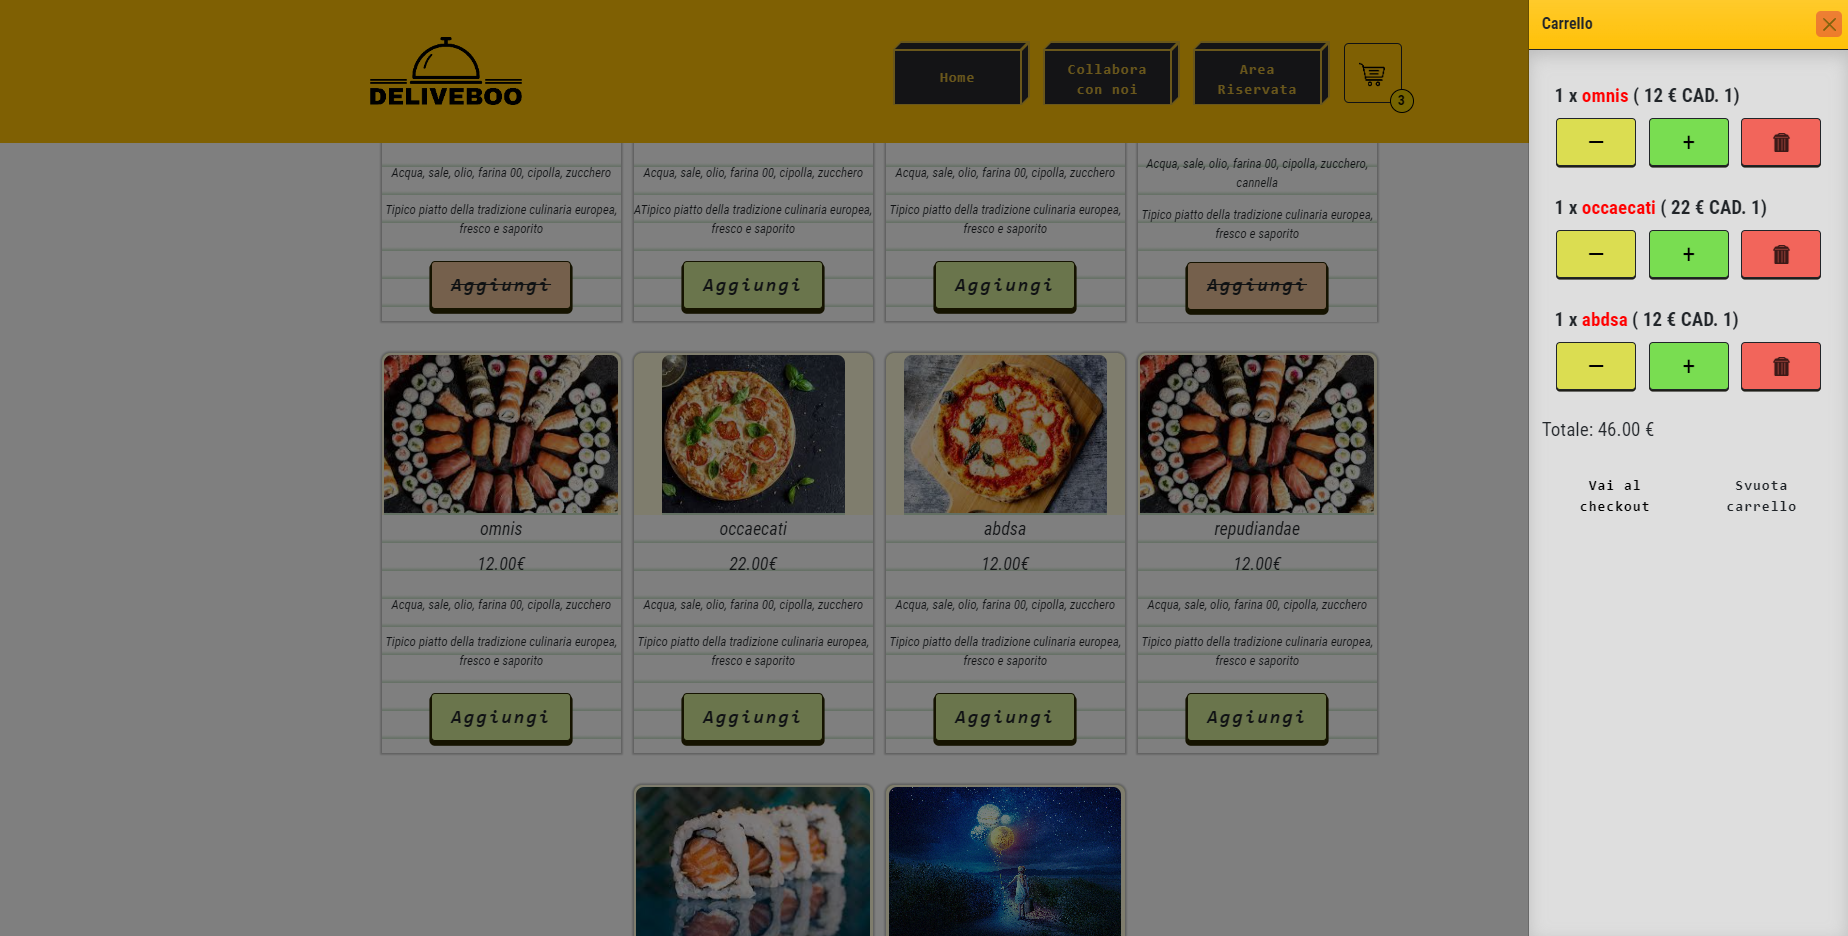 DELIVEBOO
Home
Collabora
con noi
Area
Riservata
3
Acqua, sale, olio, farina 00, cipolla, zucchero
Tipico piatto della tradizione culinaria europea,
fresco e saporito
Aggiungi
Acqua, sale, olio, farina 00, cipolla, zucchero
ATipico piatto della tradizione culinaria europea,
fresco e saporito
Aggiungi
Acqua, sale, olio, farina 00, cipolla, zucchero
Tipico piatto della tradizione culinaria europea,
fresco e saporito
Aggiungi
Acqua, sale, olio, farina 00, cipolla, zucchero,
cannella
Tipico piatto della tradizione culinaria europea,
fresco e saporito
Aggiungi
omnis
12.00€
Acqua, sale, olio, farina 00, cipolla, zucchero
Tipico piatto della tradizione culinaria europea,
fresco e saporito
Aggiungi
occaecati
22.00€
Acqua, sale, olio, farina 00, cipolla, zucchero
Tipico piatto della tradizione culinaria europea,
fresco e saporito
Aggiungi
abdsa
12.00€
Acqua, sale, olio, farina 00, cipolla, zucchero
Tipico piatto della tradizione culinaria europea,
fresco e saporito
Aggiungi
repudiandae
12.00€
Acqua, sale, olio, farina 00, cipolla, zucchero
Tipico piatto della tradizione culinaria europea,
fresco e saporito
Aggiungi
Carrello
1 x omnis ( 12 € CAD. 1)
− + 
1 x occaecati ( 22 € CAD. 1)
− + 
1 x abdsa ( 12 € CAD. 1)
− + 
Totale: 46.00 €
Vai al
checkout
Svuota
carrello